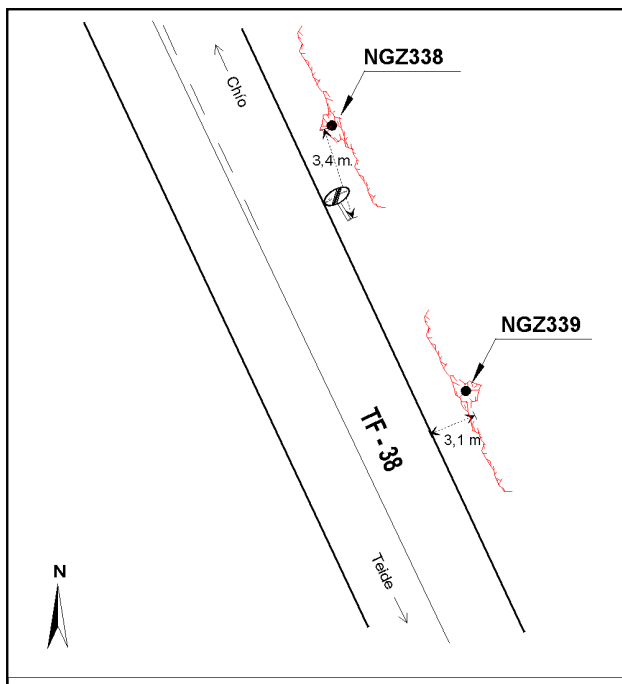 NGZ338
Chío
3,4 m.
NGZ339
3,1 m.
TF - 38
Teide
N